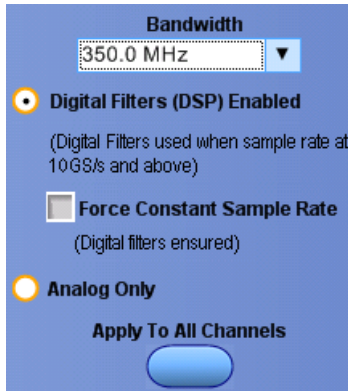 Bandwidth
350.0 MHz
Digital Filters (DSP) Enabled
(Digital Filters used when sample rate at
10GS/s and above)
Force Constant Sample Rate
(Digital filters ensured)
Analog Only
Apply To All Channels